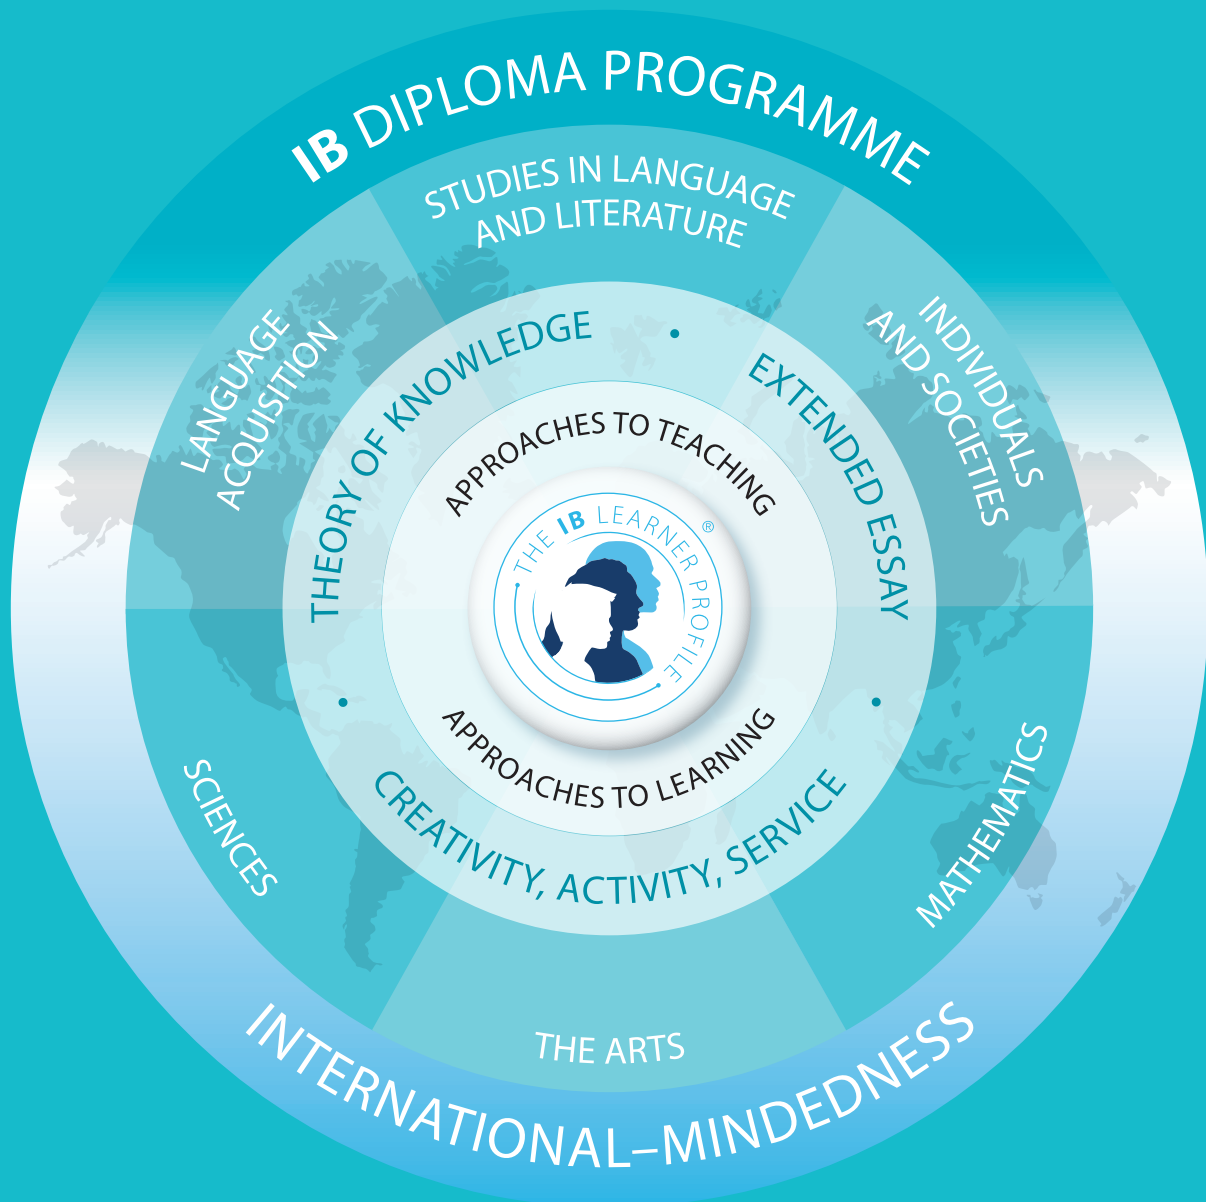 IB DIPLOMA PROGRAMME
STUDIES IN LANGUAGE
AND LITERATURE
LANGUAGE
ACQUISITION
INDIVIDUALS
AND SOCIETIES
THEORY OF KNOWLEDGE
•
EXTENDED ESSAY
APPROACHES TO TEACHING
• THE IB LEARNER PROFILE •
®
APPROACHES TO LEARNING
•
CREATIVITY, ACTIVITY, SERVICE
•
SCIENCES
MATHEMATICS
THE ARTS
INTERNATIONAL–MINDEDNESS